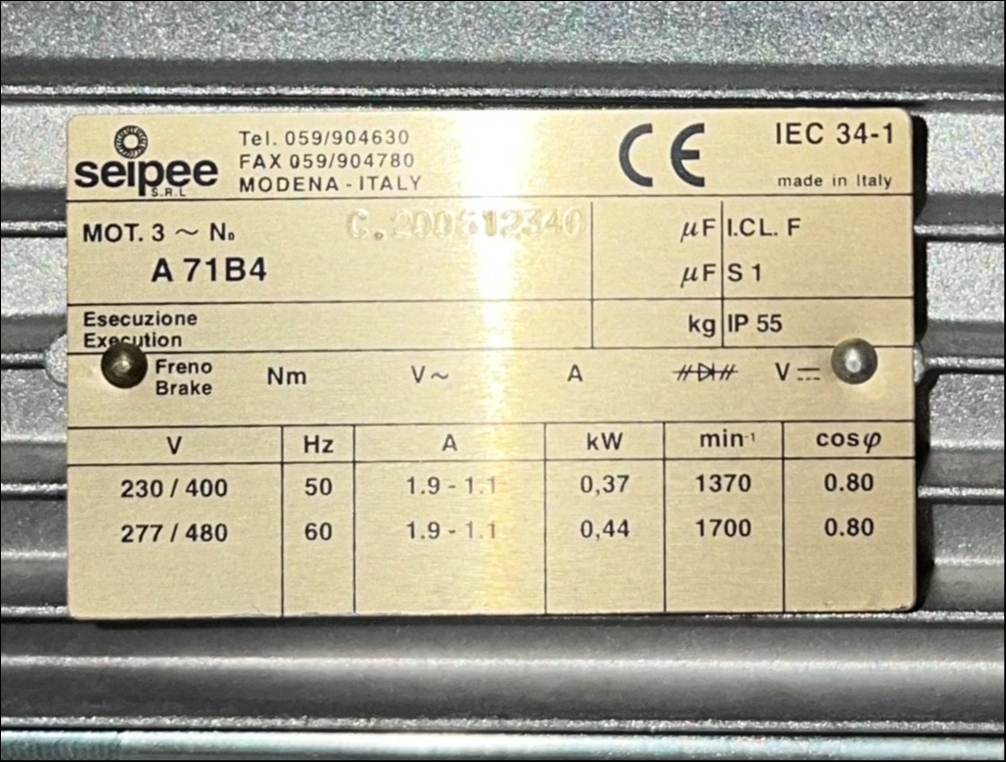 seipee
S.R.L
Tel. 059/904630
FAX 059/904780
MODENA - ITALY
CE
IEC 34-1
made in Italy
MOT. 3 ~ No C.200612340
A 71B4
µF I.CL. F
µF S 1
Esecuzione
Execution
kg IP 55
Freno
Brake
Nm V~ A V⎓
V Hz A kW min-1 cosφ
230 / 400 50 1.9 - 1.1 0,37 1370 0.80
277 / 480 60 1.9 - 1.1 0,44 1700 0.80